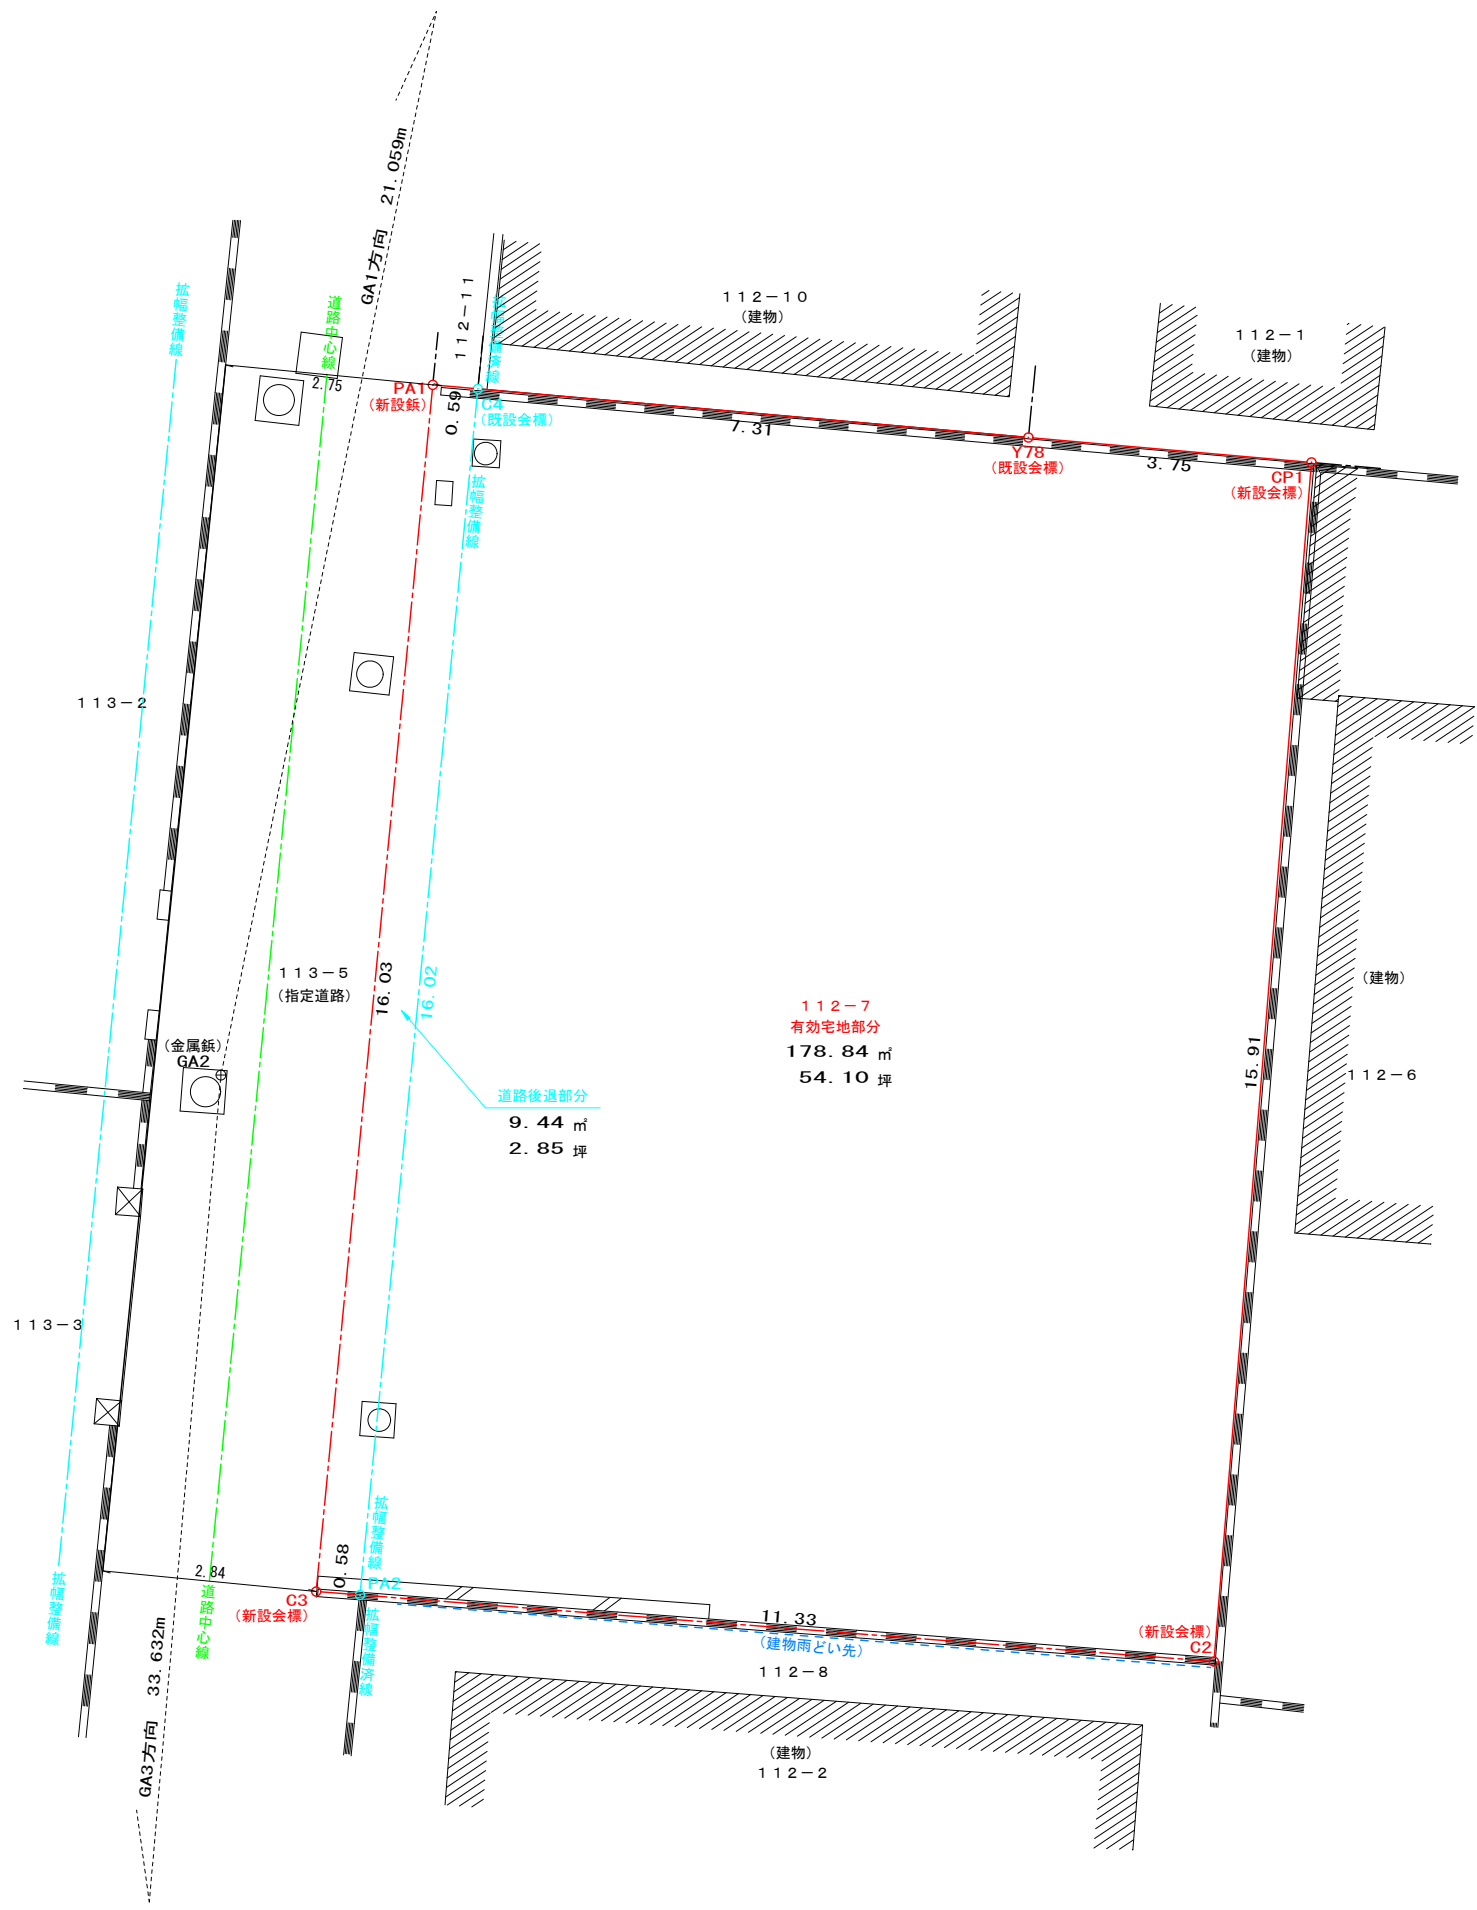 GA1方向 21.059m
拡幅整備線
道路中心線
112-11
拡幅整備済線
112-10
(建物)
112-1
(建物)
2.75
PA1
(新設鋲)
0.59
C4
(既設会標)
7.31
Y78
(既設会標)
3.75
CP1
(新設会標)
拡幅整備線
113-2
113-5
(指定道路)
16.03
16.02
112-7
有効宅地部分
178.84 ㎡
54.10 坪
(建物)
15.91
112-6
(金属鋲)
GA2
道路後退部分
9.44 ㎡
2.85 坪
113-3
拡幅整備線
2.84
道路中心線
C3
(新設会標)
0.58
拡幅整備線
PA2
拡幅整備済線
11.33
(建物雨どい先)
(新設会標)
C2
112-8
(建物)
112-2
GA3方向 33.632m